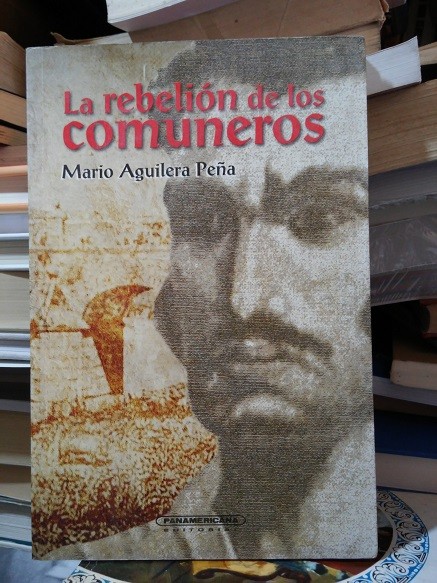 La rebelión de los
comuneros
Mario Aguilera Peña
PANAMERICANA
EDITORIAL